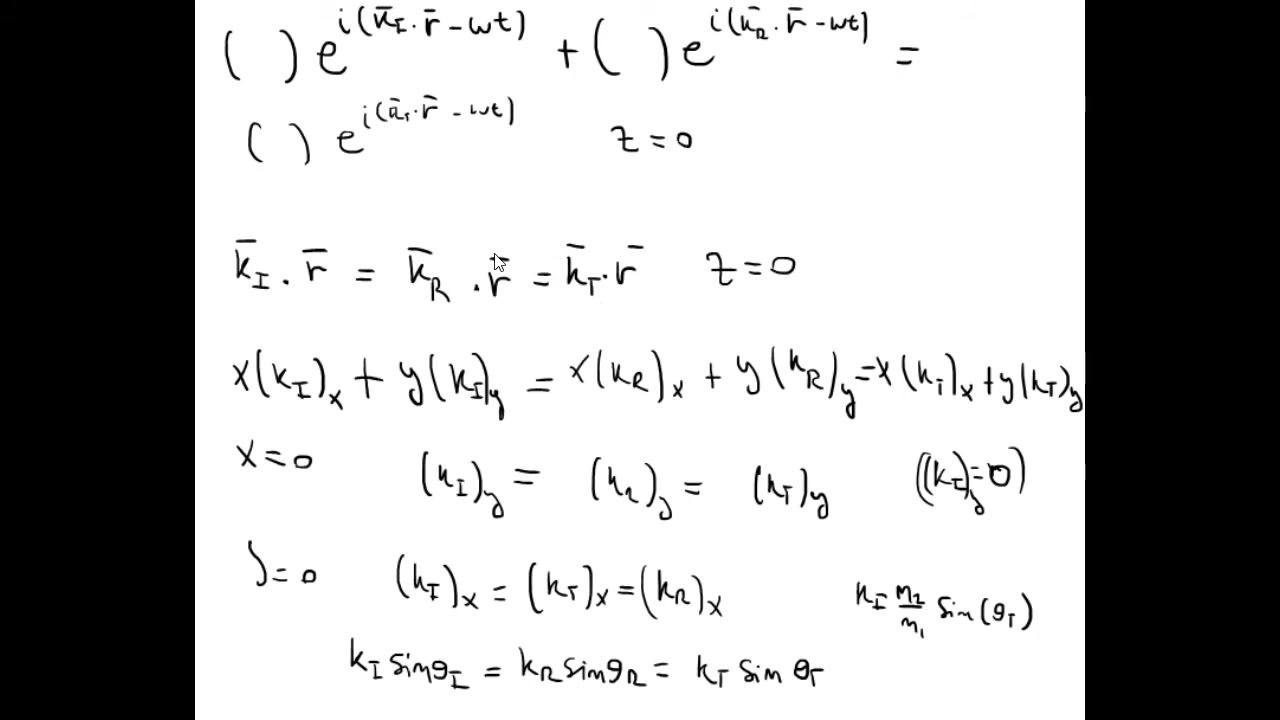 ( ) e^{i(k̄_I · r̄ - ωt)} + ( ) e^{i(k̄_R · r̄ - ωt)} =
( ) e^{i(k̄_T · r̄ - ωt)} z = 0
k̄_I · r̄ = k̄_R · r̄ = k̄_T · r̄ z = 0
x(k_I)_x + y(k_I)_y = x(k_R)_x + y(k_R)_y = x(k_T)_x + y(k_T)_y
x = 0 (k_I)_y = (k_R)_y = (k_T)_y ((k_I)_y = 0)
y = 0 (k_I)_x = (k_T)_x = (k_R)_x k_I n_2/n_1 sin(θ_T)
k_I sin θ_I = k_R sin θ_R = k_T sin θ_T